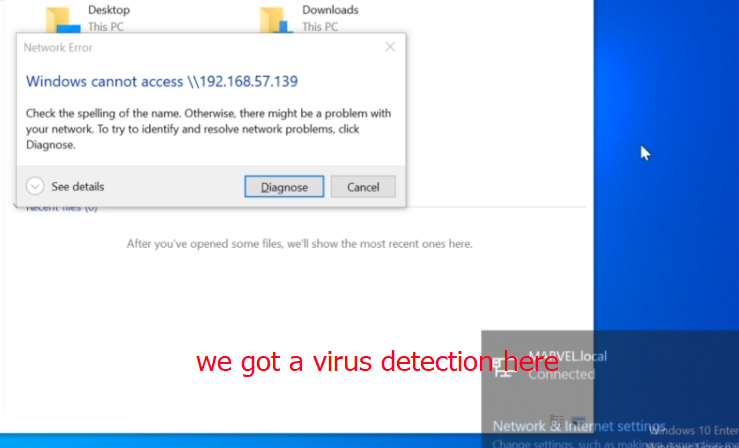 Desktop
This PC
Downloads
This PC
Network Error
Windows cannot access \\192.168.57.139
Check the spelling of the name. Otherwise, there might be a problem with
your network. To try to identify and resolve network problems, click
Diagnose.
See details
Diagnose
Cancel
Recent files (0)
After you've opened some files, we'll show the most recent ones here.
we got a virus detection here
MARVEL.local
Connected
Network & Internet settings
Change settings, such as making a connection
Windows 10 Enter